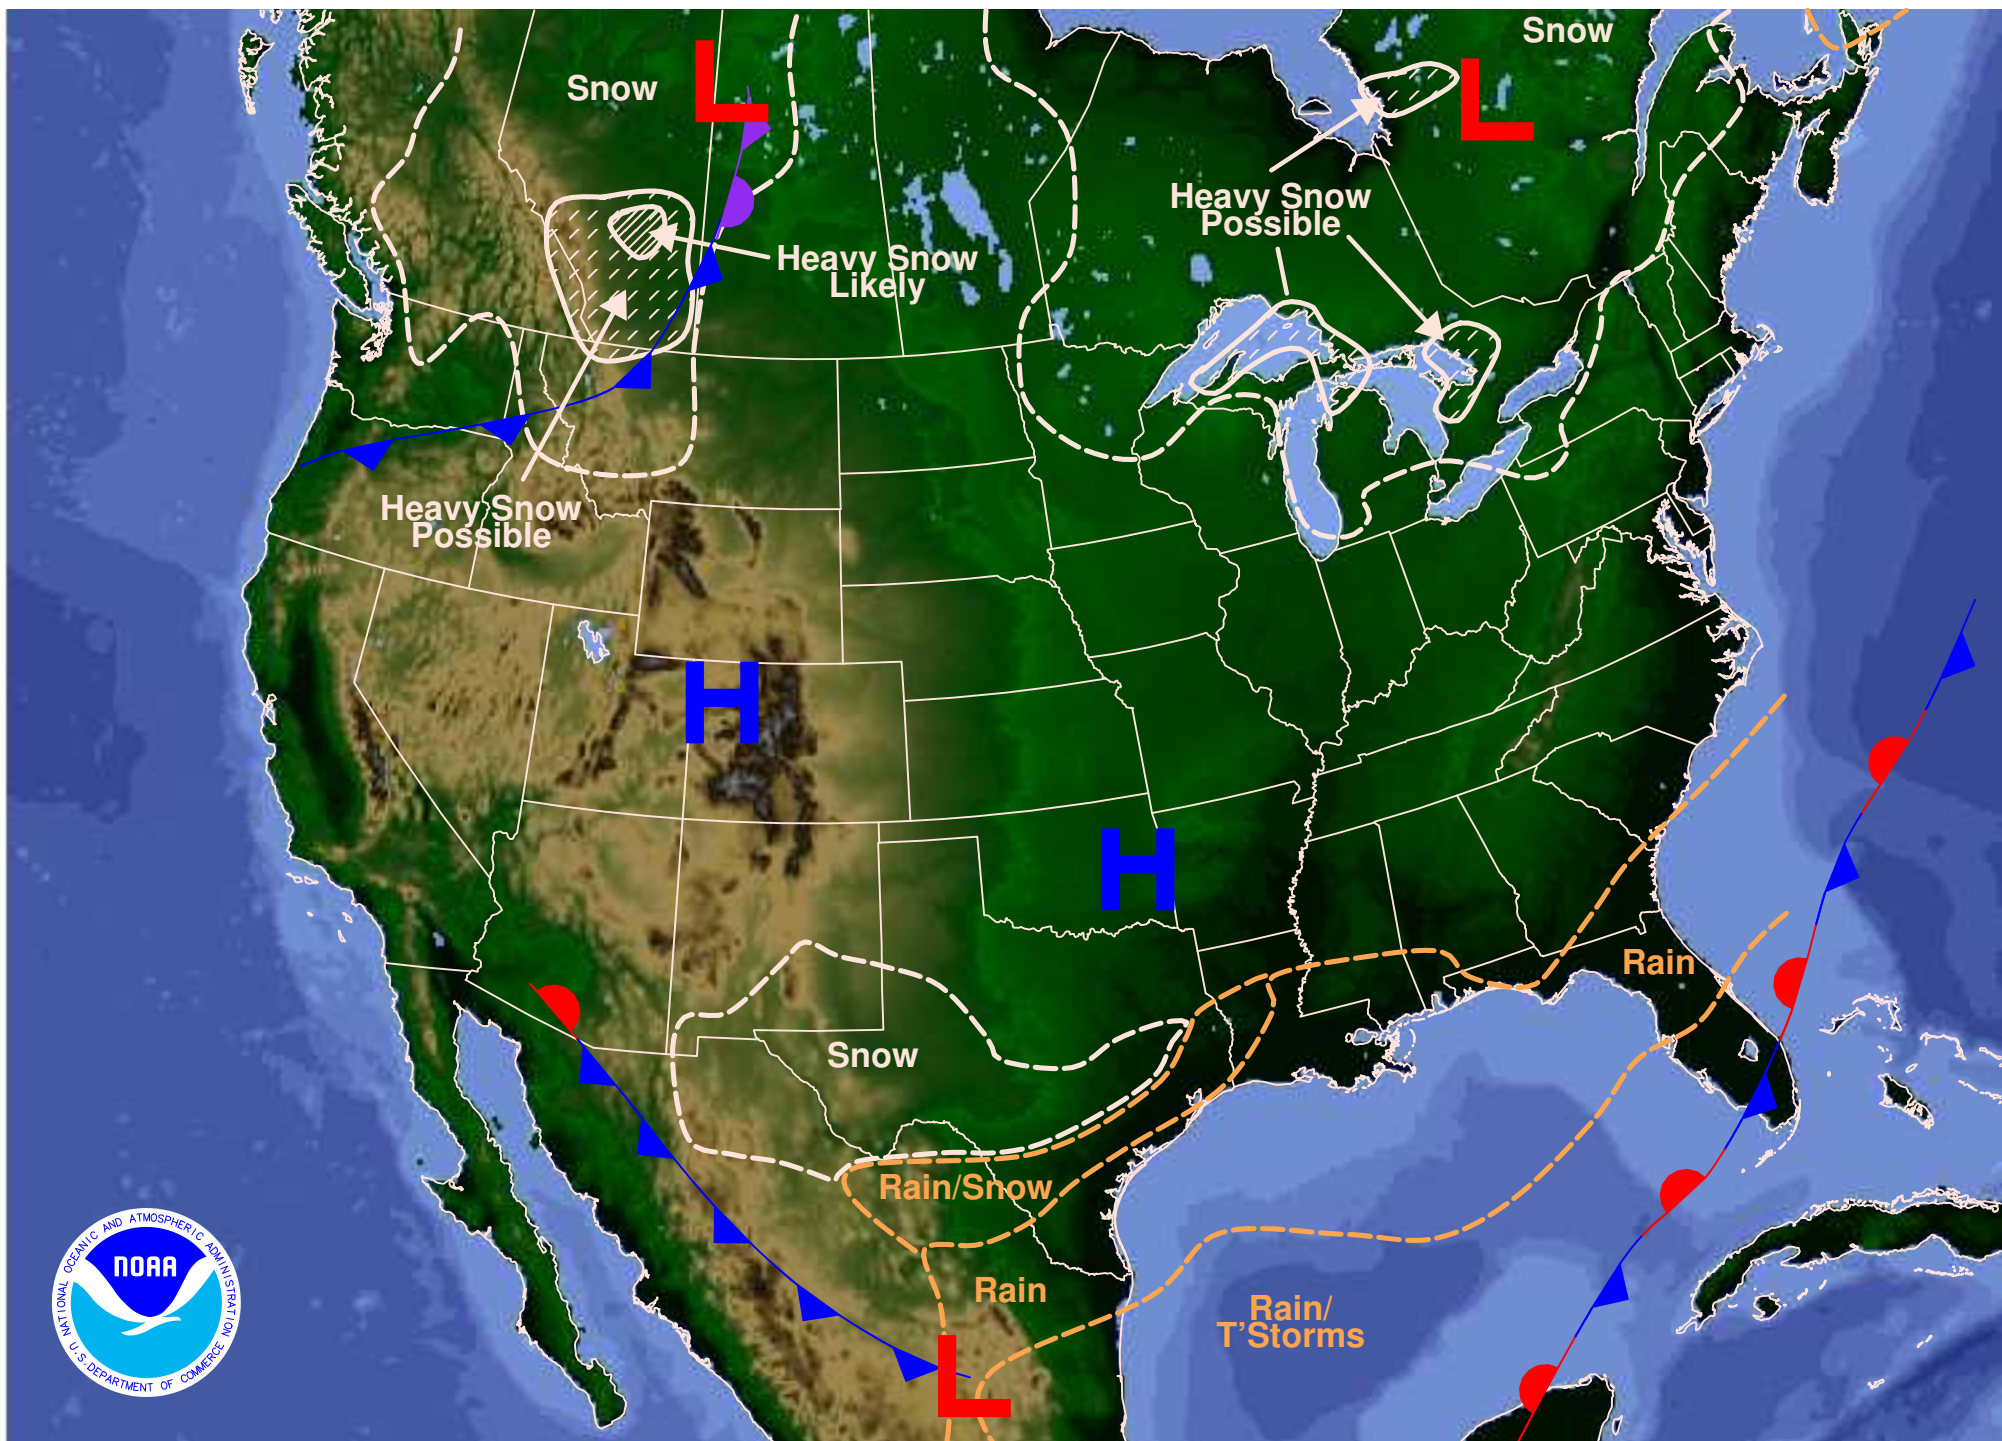 Snow
Snow
L
L
Heavy Snow
Possible
Heavy Snow
Likely
Heavy Snow
Possible
H
H
Rain
Snow
Rain/Snow
Rain
Rain/
T'Storms
L
NATIONAL OCEANIC AND ATMOSPHERIC ADMINISTRATION
NOAA
U.S. DEPARTMENT OF COMMERCE